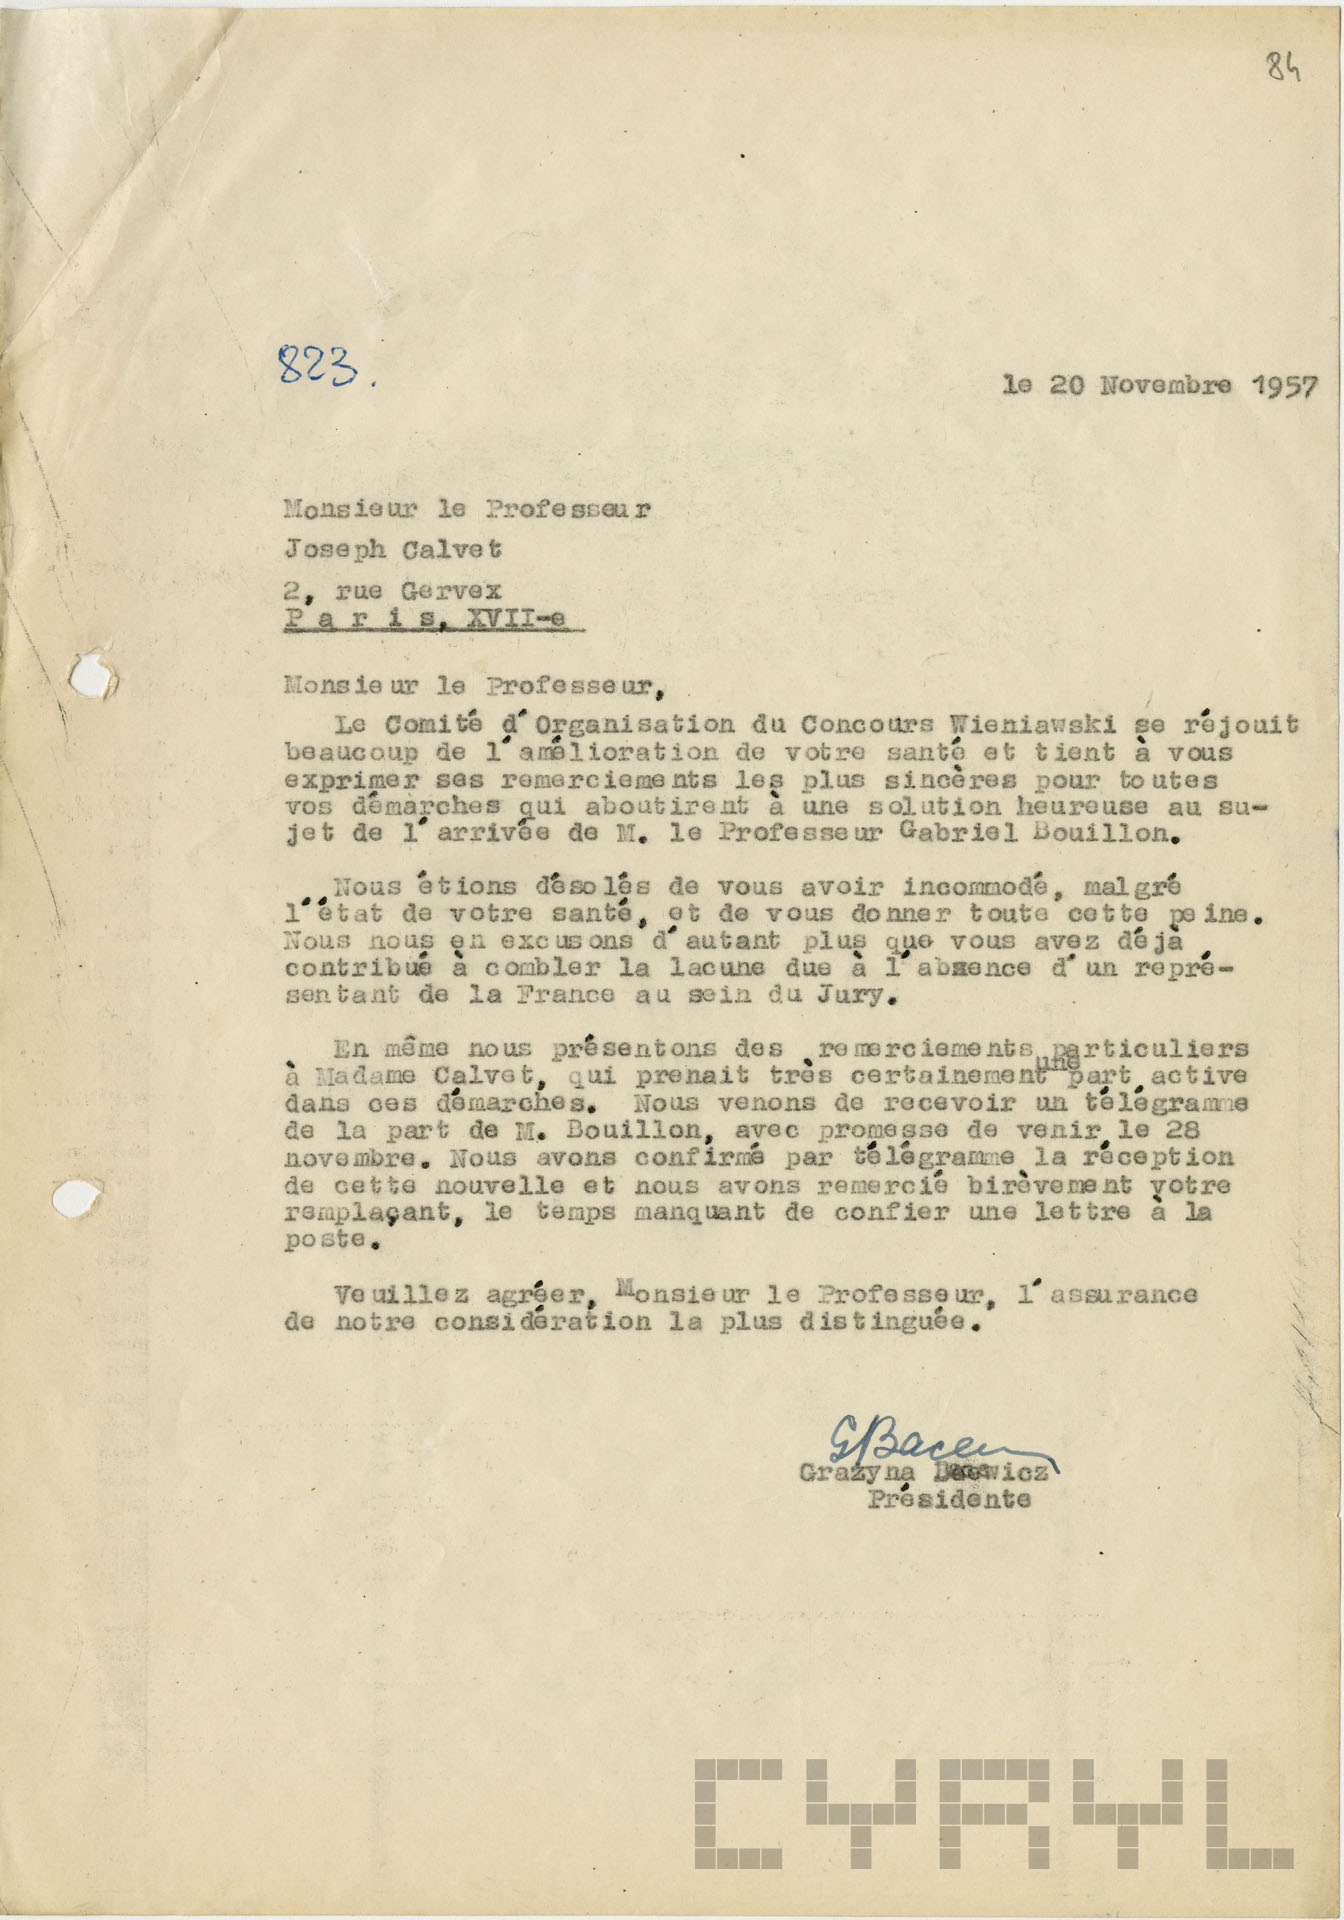 84
823.
le 20 Novembre 1957
Monsieur le Professeur
Joseph Calvet
2, rue Gervex
P a r i s, XVII-e
Monsieur le Professeur,
Le Comité d'Organisation du Concours Wieniawski se réjouit
beaucoup de l'amélioration de votre santé et tient à vous
exprimer ses remerciements les plus sincères pour toutes
vos démarches qui aboutirent à une solution heureuse au su-
jet de l'arrivée de M. le Professeur Gabriel Bouillon.
Nous étions désolés de vous avoir incommodé, malgré
l'état de votre santé, et de vous donner toute cette peine.
Nous nous en excusons d'autant plus que vous avez déjà
contribué à combler la lacune due à l'absence d'un repré-
sentant de la France au sein du Jury.
En même nous présentons des remerciements particuliers
à Madame Calvet, qui prenait très certainement une part active
dans ces démarches. Nous venons de recevoir un télégramme
de la part de M. Bouillon, avec promesse de venir le 28
novembre. Nous avons confirmé par télégramme la réception
de cette nouvelle et nous avons remercié birèvement votre
remplaçant, le temps manquant de confier une lettre à la
poste.
Veuillez agréer, Monsieur le Professeur, l'assurance
de notre considération la plus distinguée.
GBacew
Grażyna Bacewicz
Présidente
CYRYL